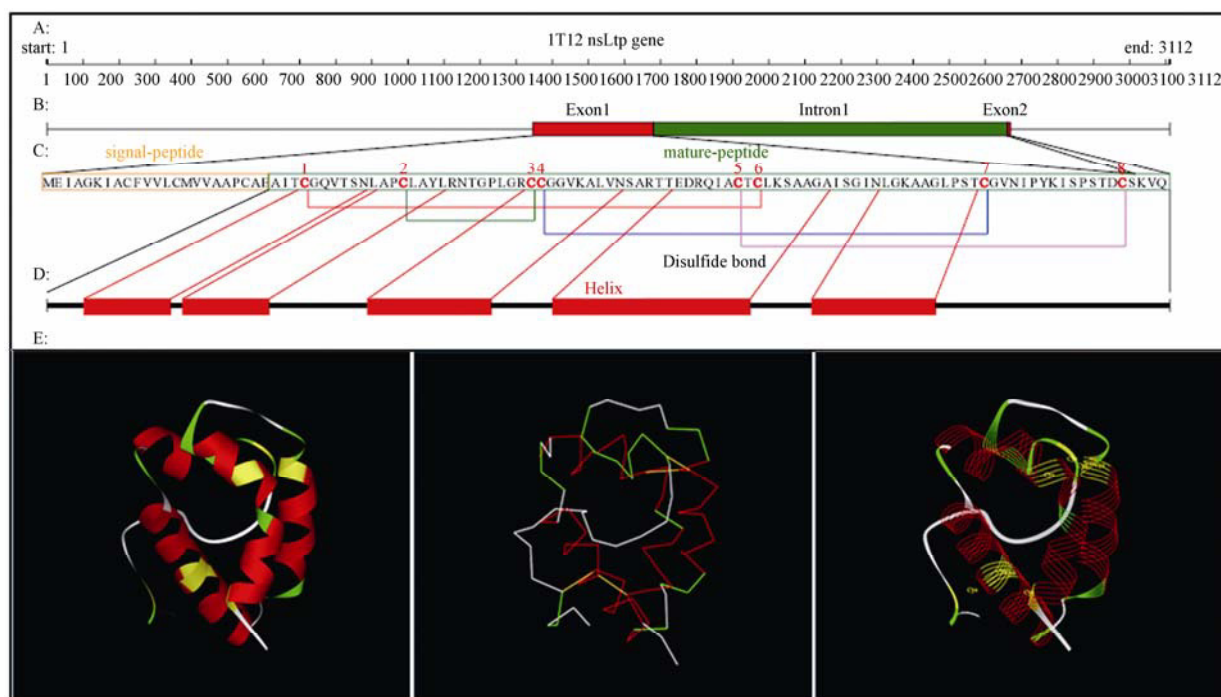 A:
1T12 nsLtp gene
start: 1
end: 3112
1 100 200 300 400 500 600 700 800 900 1000 1100 1200 1300 1400 1500 1600 1700 1800 1900 2000 2100 2200 2300 2400 2500 2600 2700 2800 2900 3000 3100 3112
B:
Exon1 Intron1 Exon2
C:
signal-peptide mature-peptide
1 2 3 4 5 6 7 8
MEIAGKIACFVVLCMVVAAPCAEAITCGQVTSNLAPCLAYLRNTGPLGRCCGGVKALVNSARTTEDRQIACTCLKSAAGAISGINLGKAAGLPSTCGVNIPYKISPSTDCSKVQ
Disulfide bond
D:
Helix
E: